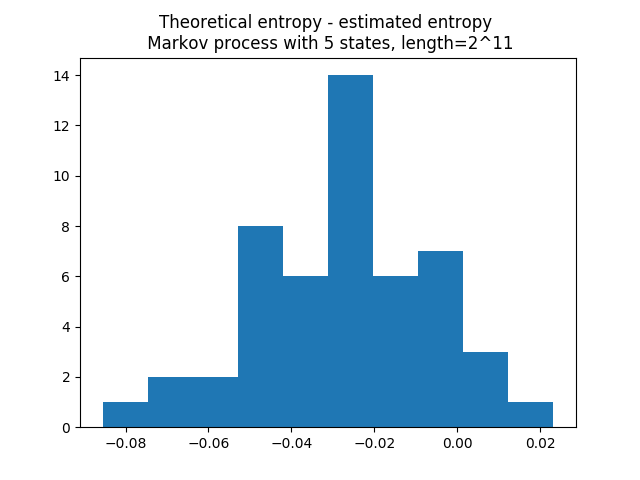 Theoretical entropy - estimated entropy
Markov process with 5 states, length=2^11
14
12
10
8
6
4
2
0
−0.08 −0.06 −0.04 −0.02 0.00 0.02